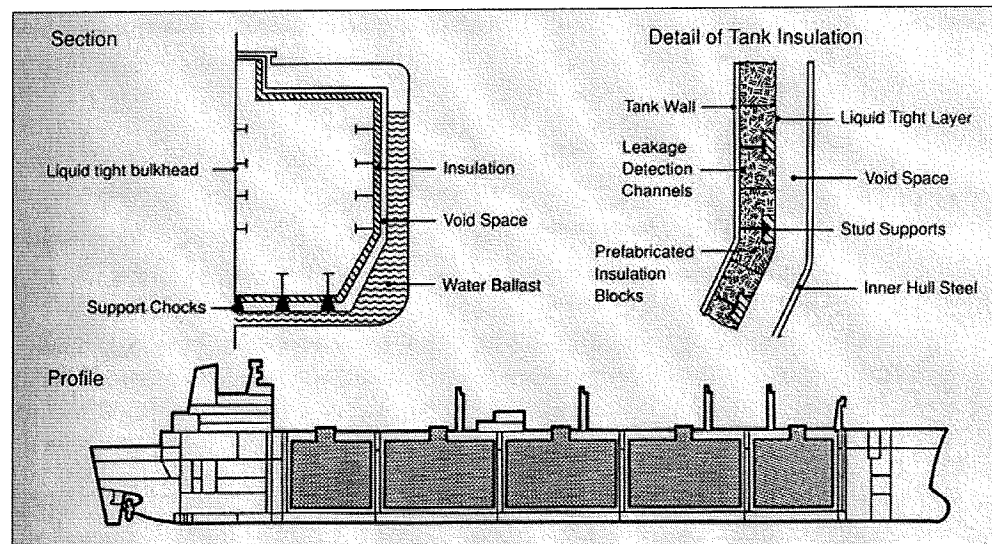 Section
Liquid tight bulkhead
Insulation
Void Space
Water Ballast
Support Chocks
Detail of Tank Insulation
Tank Wall
Liquid Tight Layer
Leakage
Detection
Channels
Void Space
Stud Supports
Prefabricated
Insulation
Blocks
Inner Hull Steel
Profile